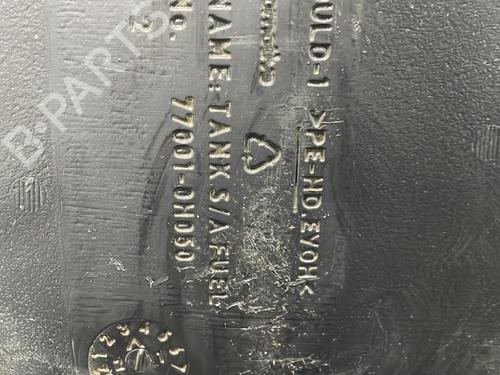 ULD-1 >PE-HD,EVOH<
NAME: TANK S/A FUEL
No. 77001-0H050
2
B-PARTS